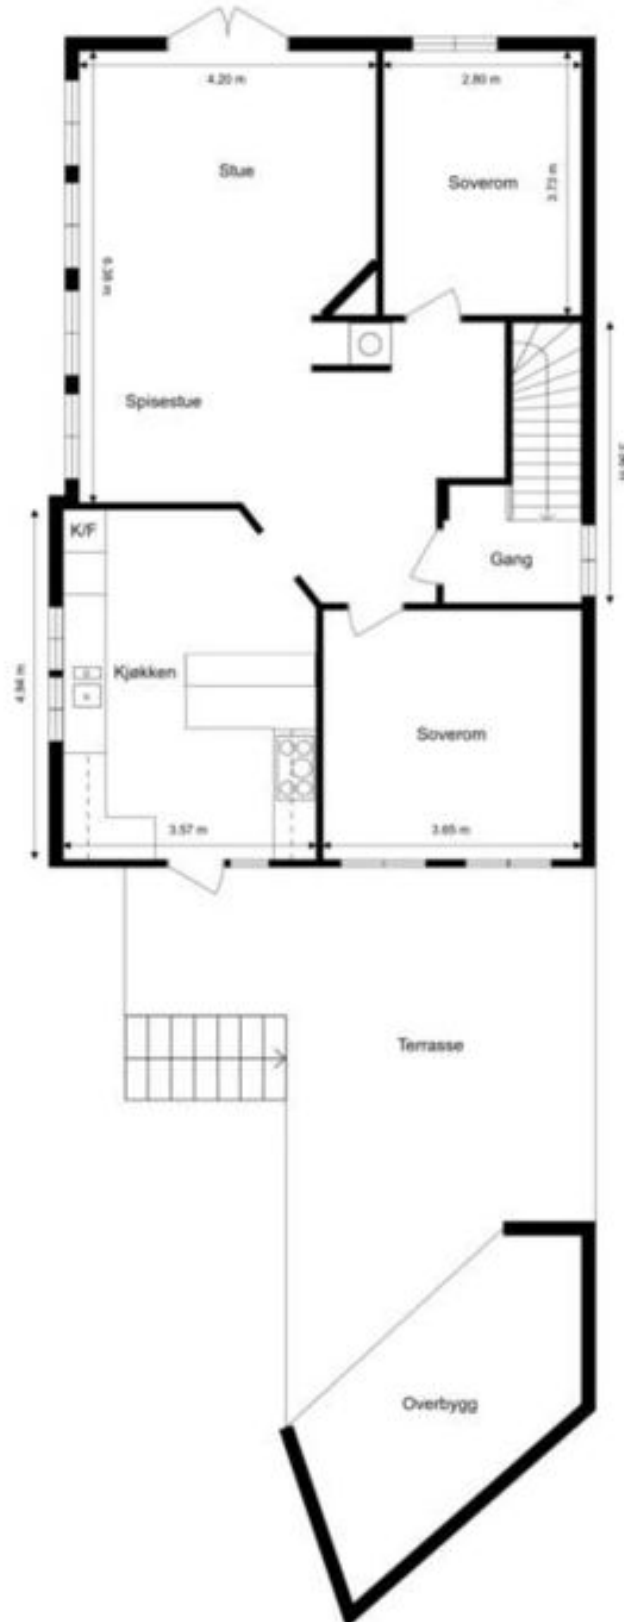 4.20 m
2.80 m
Stue
Soverom
3.73 m
6.38 m
Spisestue
K/F
Gang
Kjøkken
4.94 m
Soverom
3.57 m
3.65 m
Terrasse
Overbygg